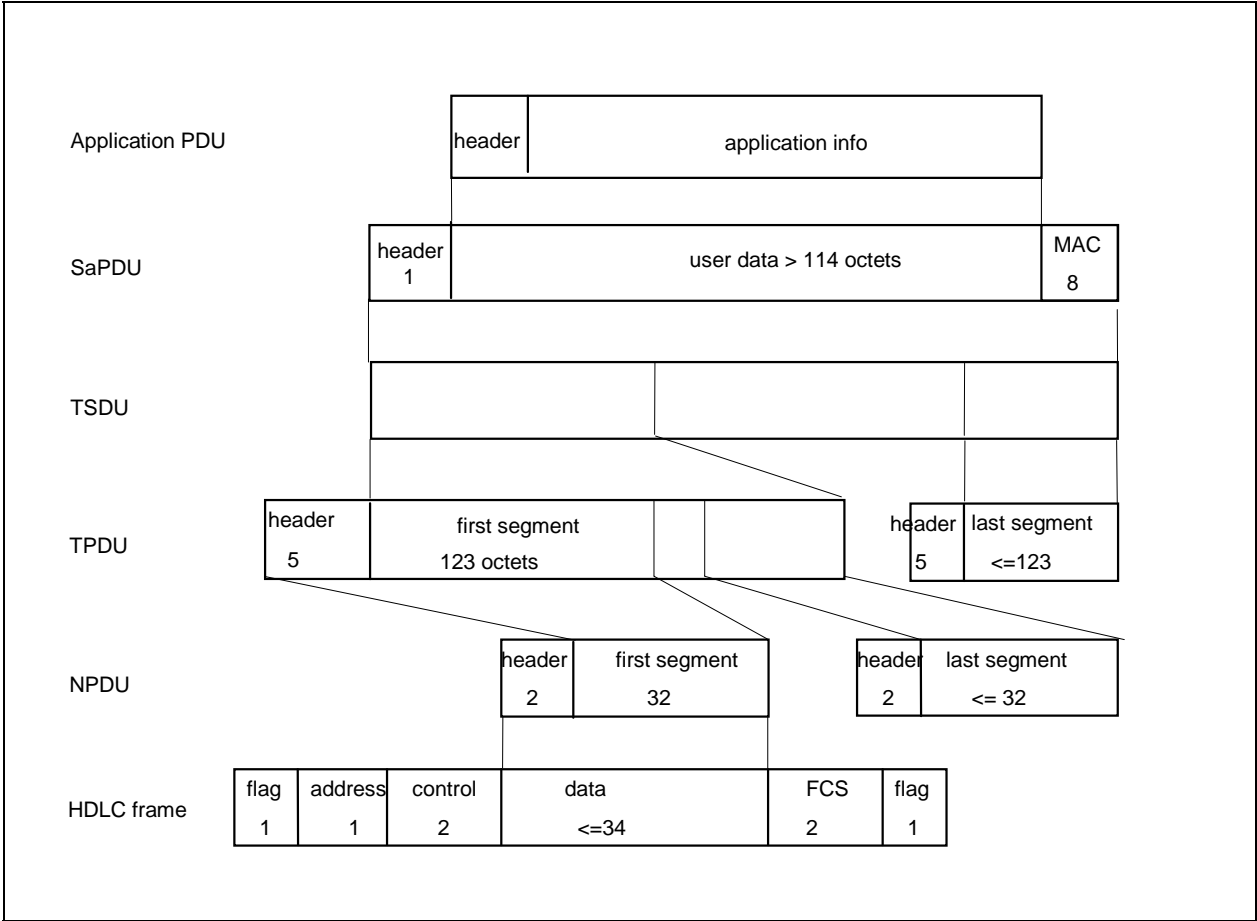 Application PDU
header
application info
SaPDU
header
1
user data > 114 octets
MAC
8
TSDU
TPDU
header
5
first segment
123 octets
header
5
last segment
<=123
NPDU
header
2
first segment
32
header
2
last segment
<= 32
HDLC frame
flag
1
address
1
control
2
data
<=34
FCS
2
flag
1